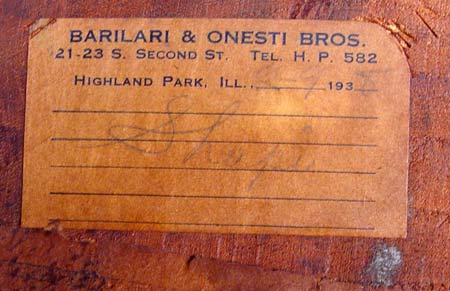 BARILARI & ONESTI BROS.
21-23 S. SECOND ST. TEL. H. P. 582
HIGHLAND PARK, ILL., 193